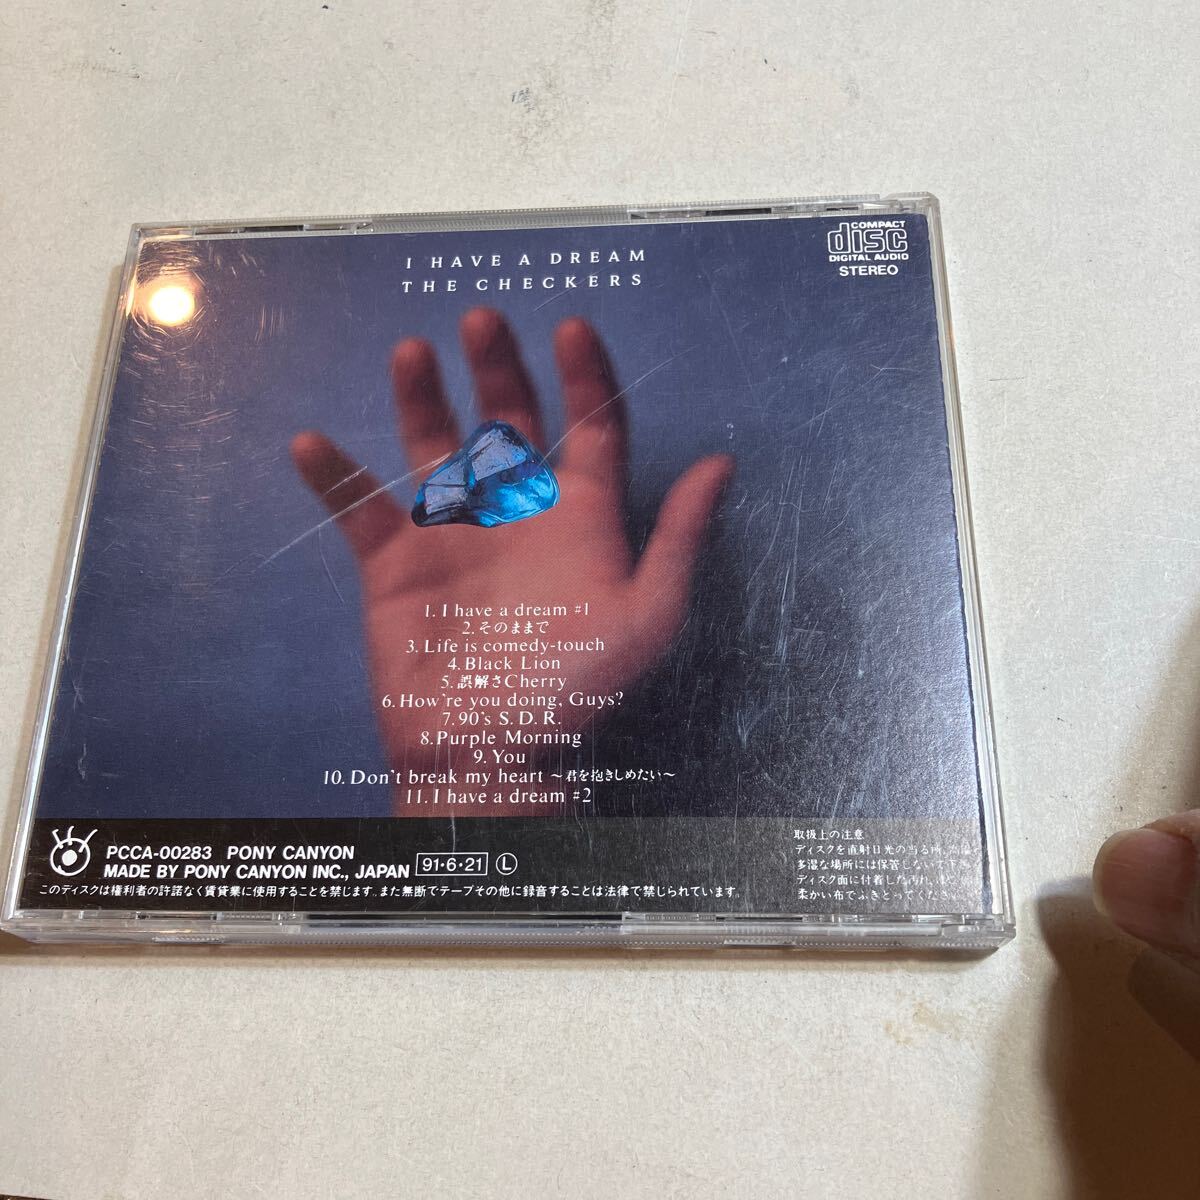 I HAVE A DREAM
THE CHECKERS
COMPACT
disc
DIGITAL AUDIO
STEREO
1. I have a dream #1
2. そのままで
3. Life is comedy-touch
4. Black Lion
5. 誤解さCherry
6. How're you doing, Guys?
7. 90's S.D.R.
8. Purple Morning
9. You
10. Don't break my heart ～君を抱きしめたい～
11. I have a dream #2
PCCA-00283 PONY CANYON
MADE BY PONY CANYON INC., JAPAN 91・6・21 L
このディスクは権利者の許諾なく賃貸業に使用することを禁じます。また無断でテープその他に録音することは法律で禁じられています。
取扱上の注意
ディスクを直射日光の当る所、
多湿な場所には保管しないで下
ディスク面に付着した汚れ、
柔かい布でふきとってください